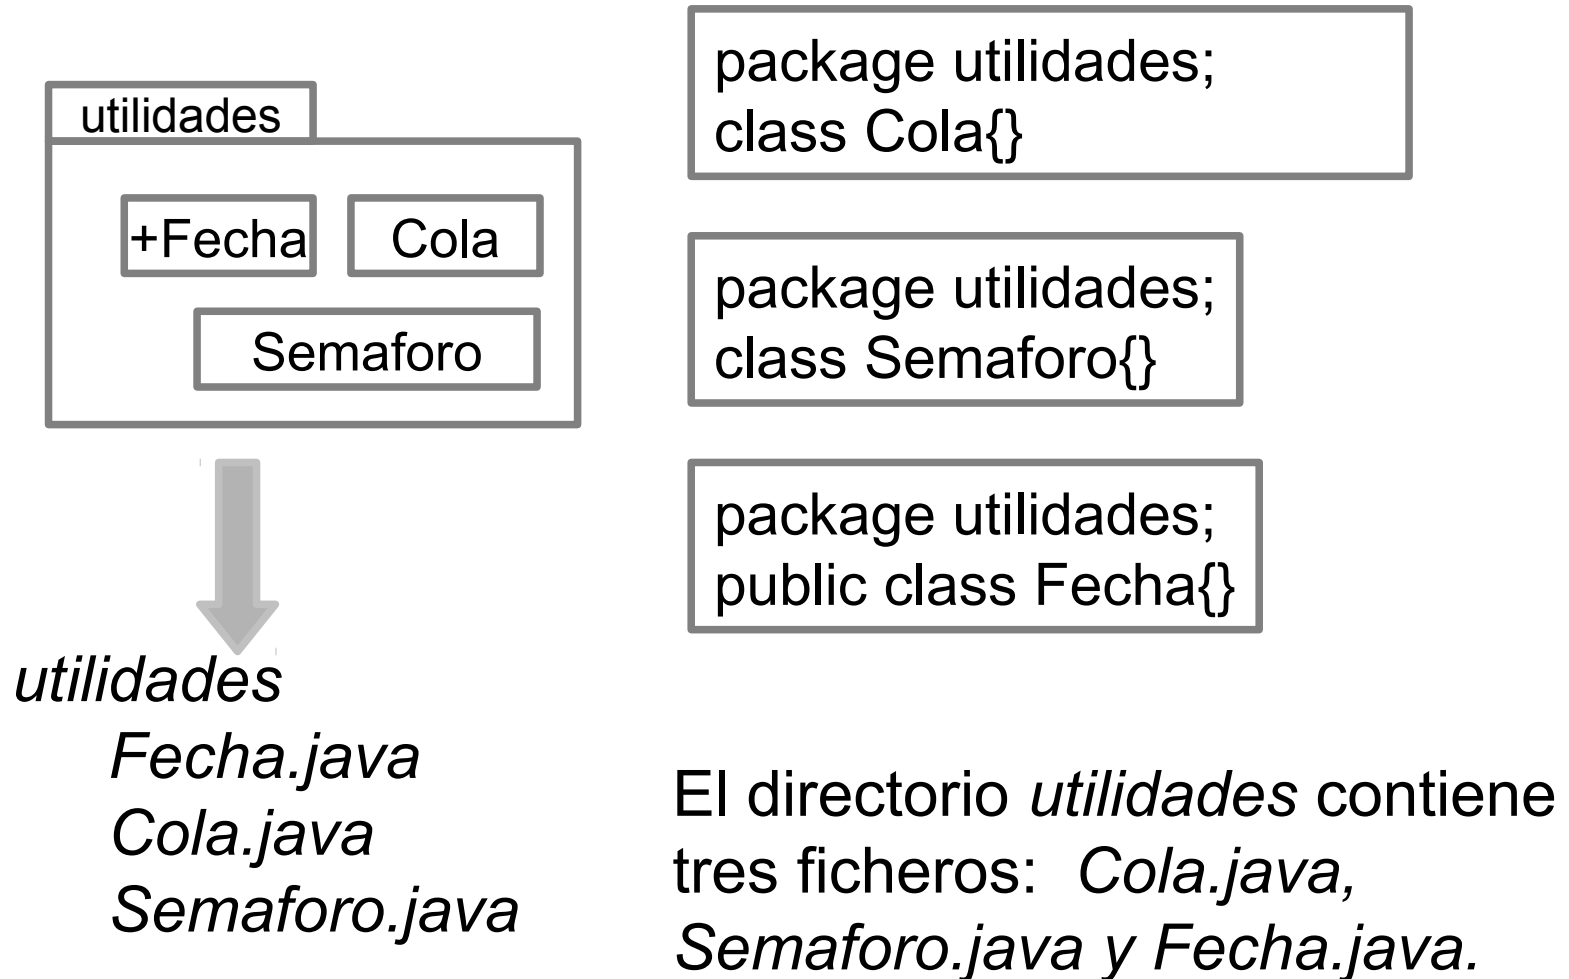 utilidades
+Fecha
Cola
Semaforo
utilidades
Fecha.java
Cola.java
Semaforo.java
package utilidades;
class Cola{}
package utilidades;
class Semaforo{}
package utilidades;
public class Fecha{}
El directorio utilidades contiene
tres ficheros: Cola.java,
Semaforo.java y Fecha.java.